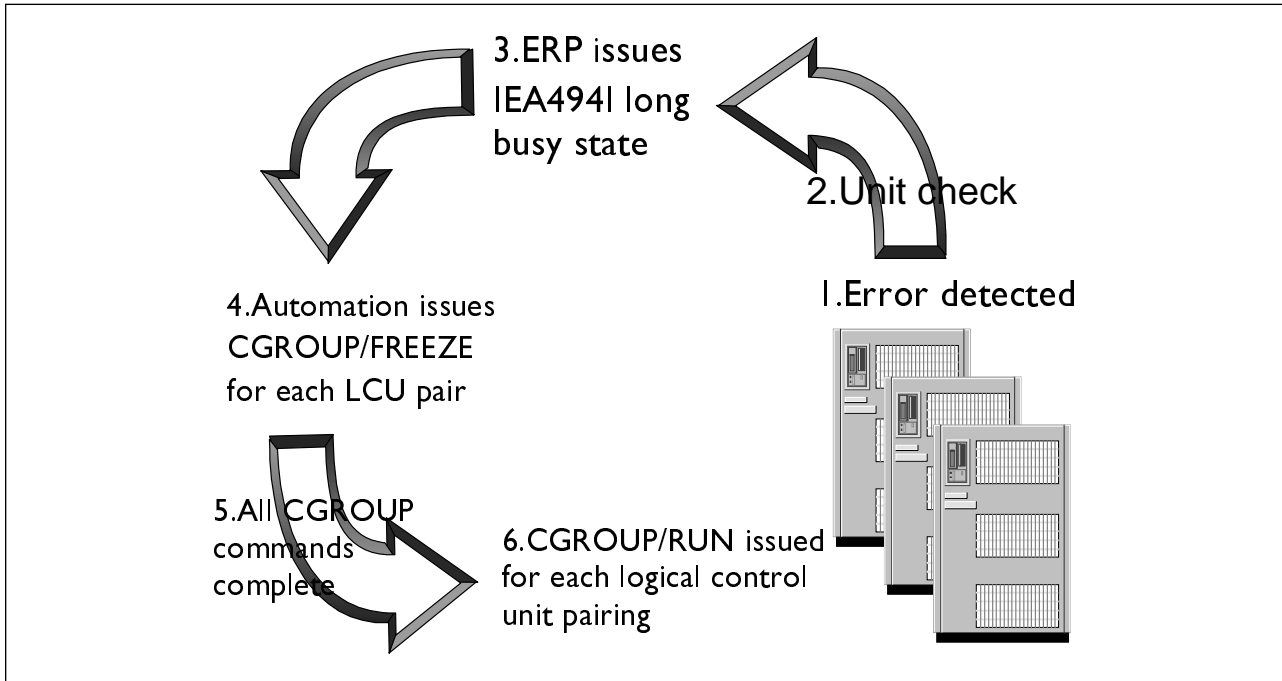 1.Error detected
2.Unit check
3.ERP issues
IEA494I long
busy state
4.Automation issues
CGROUP/FREEZE
for each LCU pair
5.All CGROUP
commands
complete
6.CGROUP/RUN issued
for each logical control
unit pairing